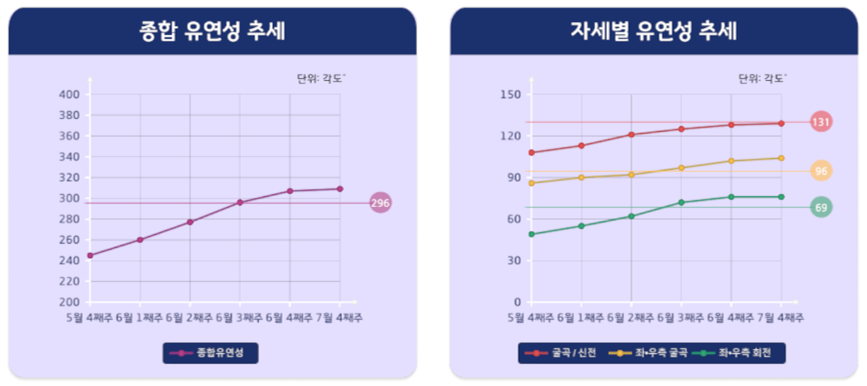 종합 유연성 추세
단위: 각도°
400
380
360
340
320
300
280
260
240
220
200
296
5월 4째주 6월 1째주 6월 2째주 6월 3째주 6월 4째주 7월 4째주
종합유연성
자세별 유연성 추세
단위: 각도°
150
120
90
60
30
0
131
96
69
5월 4째주 6월 1째주 6월 2째주 6월 3째주 6월 4째주 7월 4째주
굴곡 / 신전 좌•우측 굴곡 좌•우측 회전